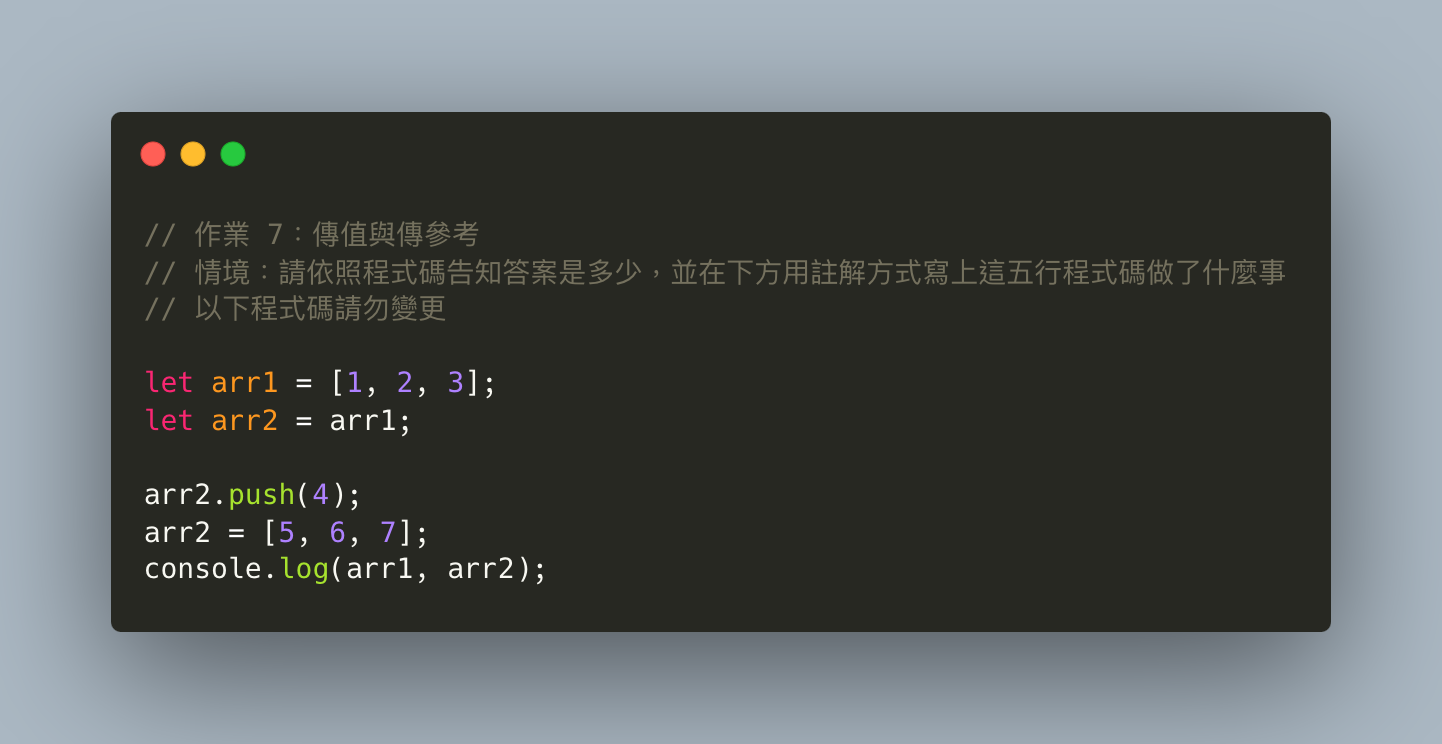 // 作業 7：傳值與傳參考
// 情境：請依照程式碼告知答案是多少，並在下方用註解方式寫上這五行程式碼做了什麼事
// 以下程式碼請勿變更
let arr1 = [1, 2, 3];
let arr2 = arr1;
arr2.push(4);
arr2 = [5, 6, 7];
console.log(arr1, arr2);